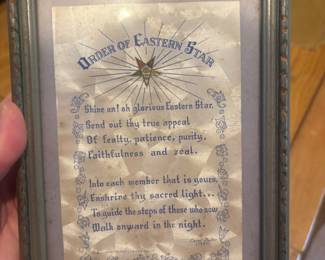 ORDER OF EASTERN STAR
Shine on! oh glorious Eastern Star,
Send out thy true appeal
Of fealty, patience, purity,
Faithfulness and zeal.
Into each member that is yours,
Enshrine thy sacred light...
To guide the steps of those who now
Walk onward in the night.